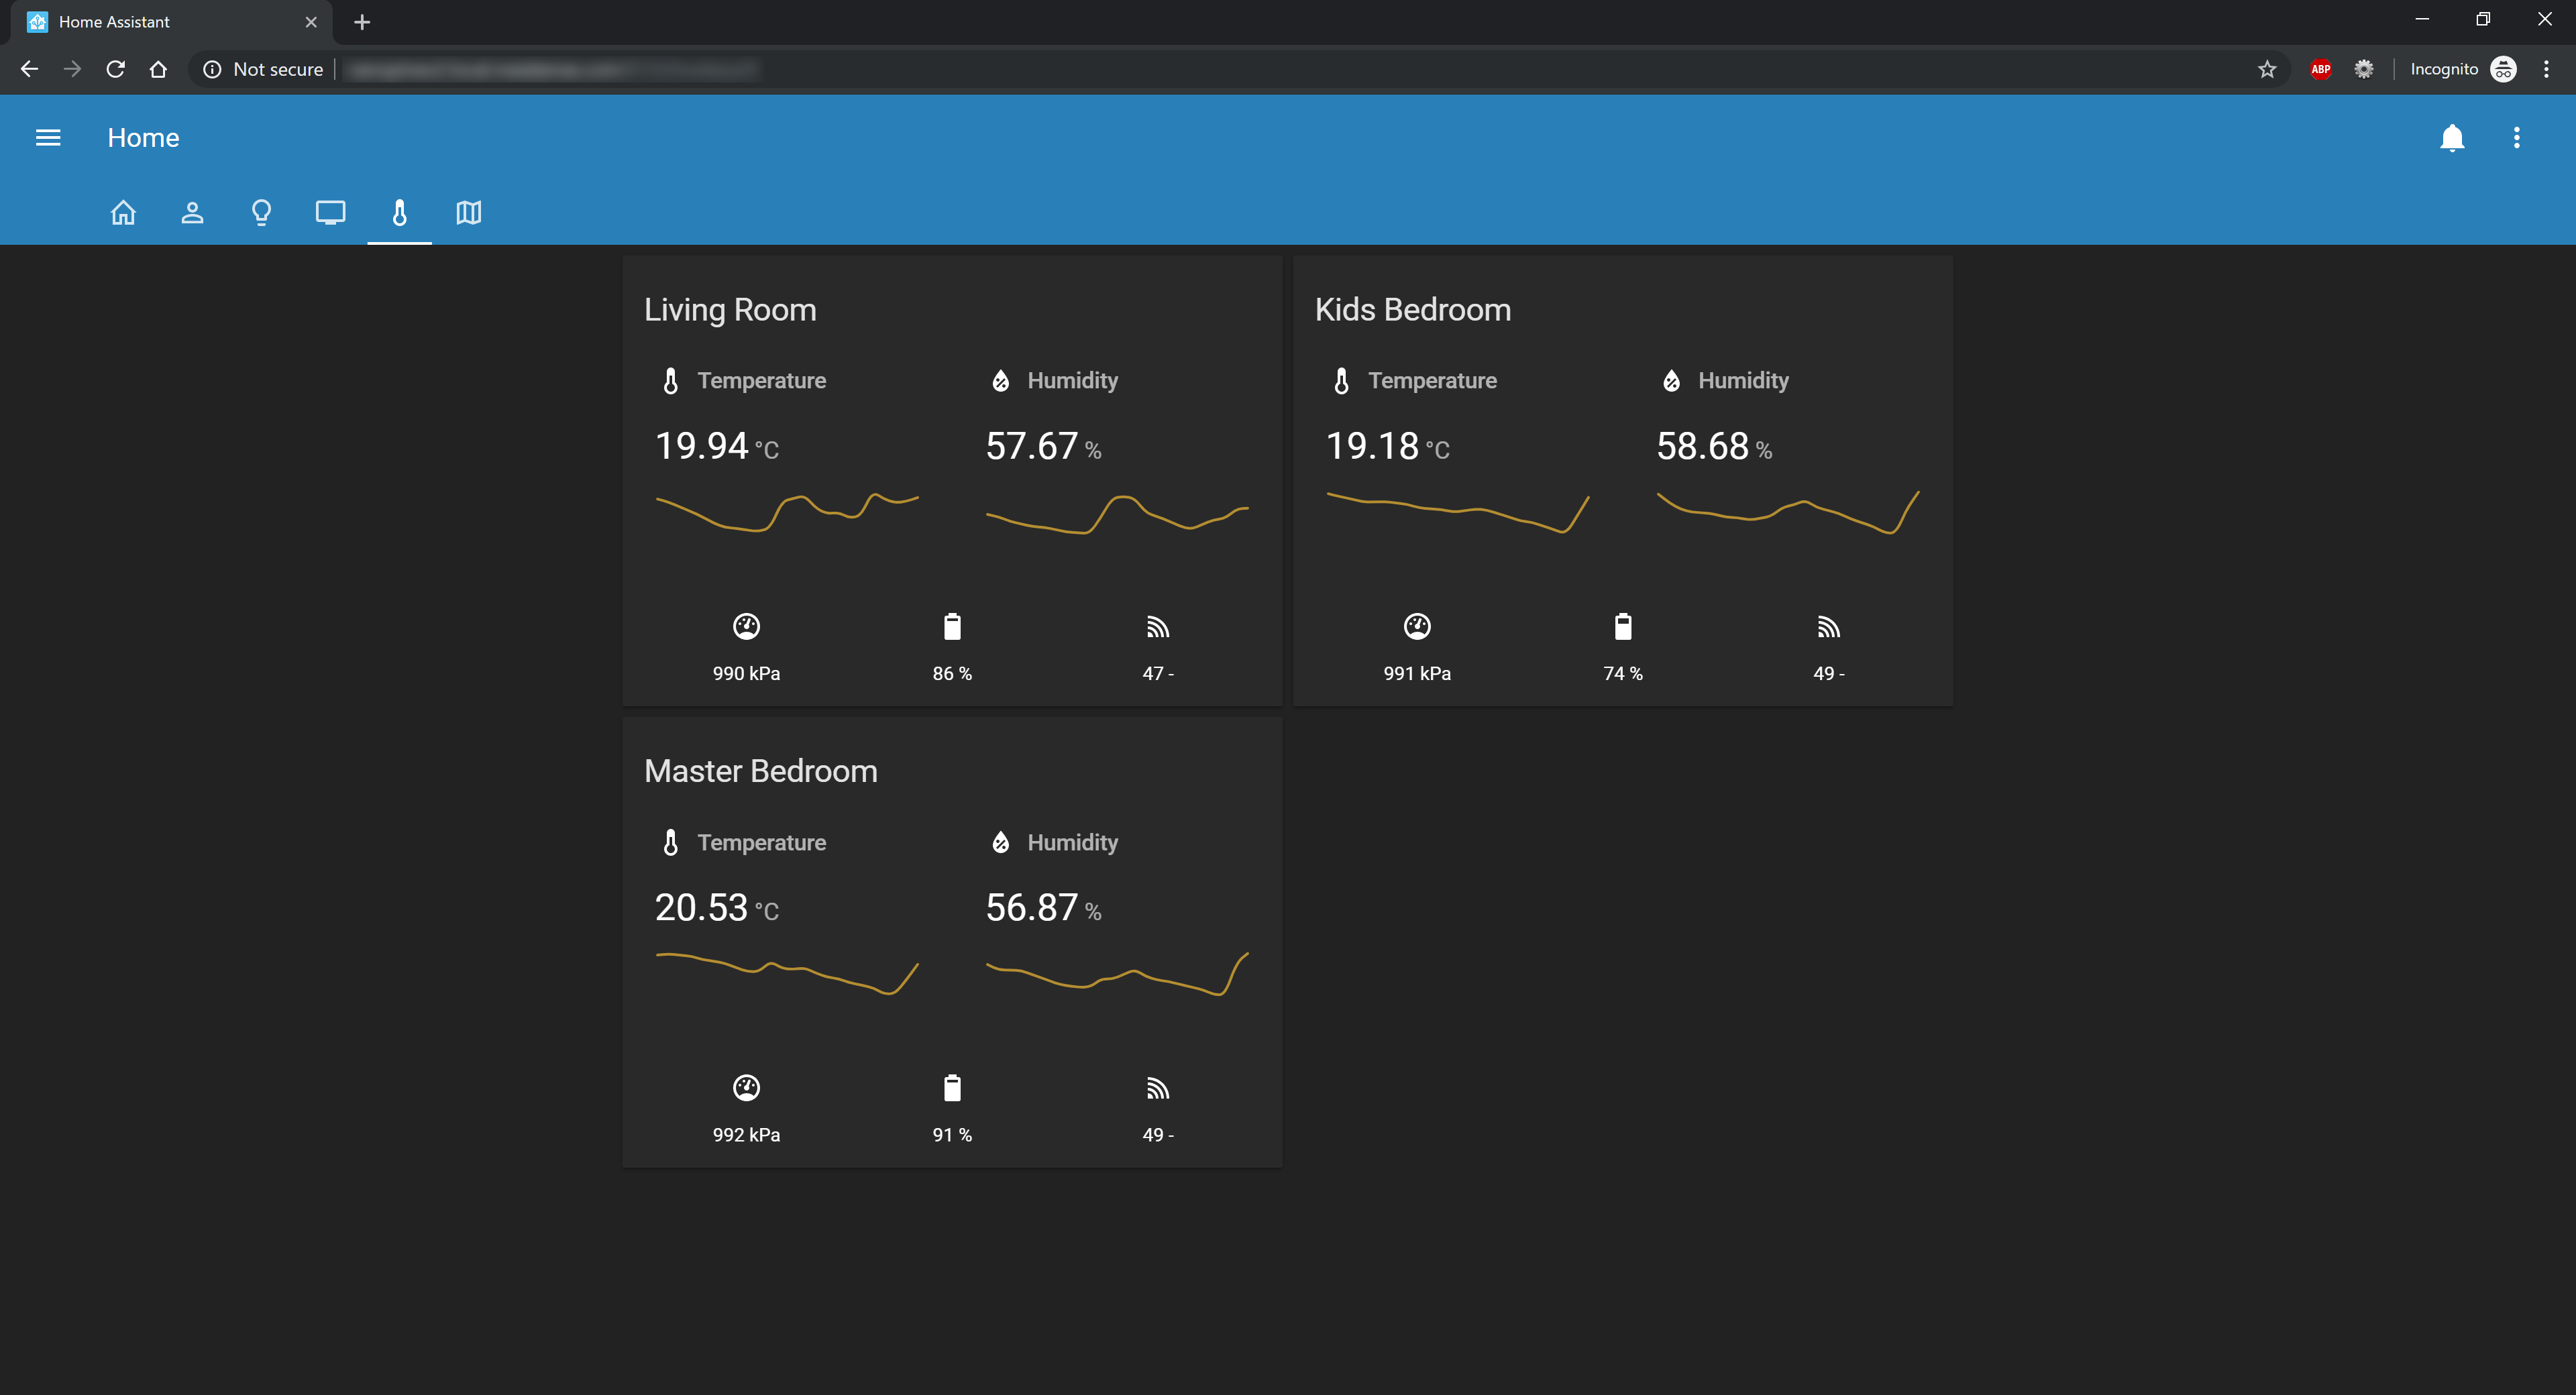 Home Assistant
Not secure
ABP
Incognito
Home
Living Room
Temperature
Humidity
19.94 °C
57.67 %
990 kPa
86 %
47 -
Kids Bedroom
Temperature
Humidity
19.18 °C
58.68 %
991 kPa
74 %
49 -
Master Bedroom
Temperature
Humidity
20.53 °C
56.87 %
992 kPa
91 %
49 -